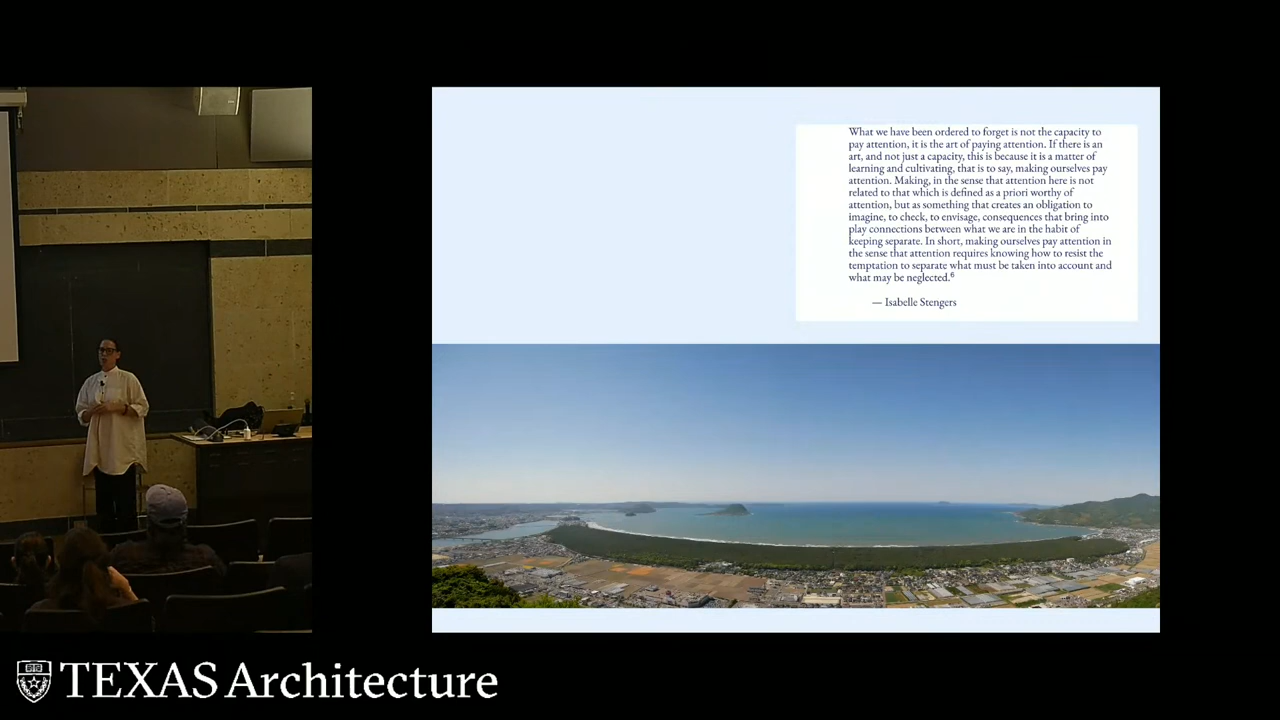 What we have been ordered to forget is not the capacity to
pay attention, it is the art of paying attention. If there is an
art, and not just a capacity, this is because it is a matter of
learning and cultivating, that is to say, making ourselves pay
attention. Making, in the sense that attention here is not
related to that which is defined as a priori worthy of
attention, but as something that creates an obligation to
imagine, to check, to envisage, consequences that bring into
play connections between what we are in the habit of
keeping separate. In short, making ourselves pay attention in
the sense that attention requires knowing how to resist the
temptation to separate what must be taken into account and
what may be neglected.⁶
— Isabelle Stengers
TEXAS Architecture